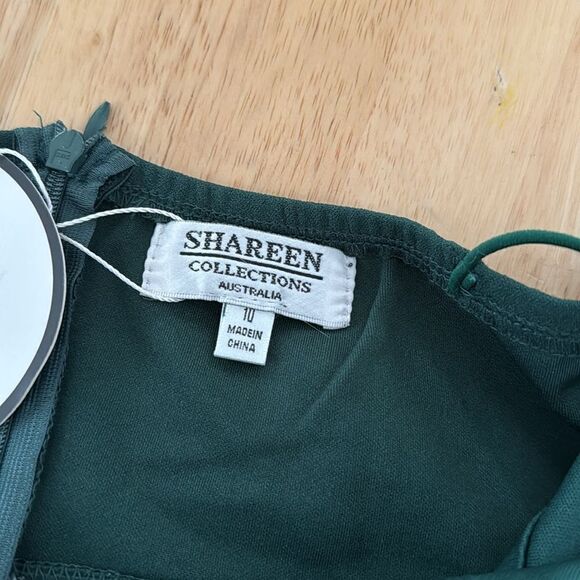 SHAREEN
COLLECTIONS
AUSTRALIA
10
MADEIN
CHINA